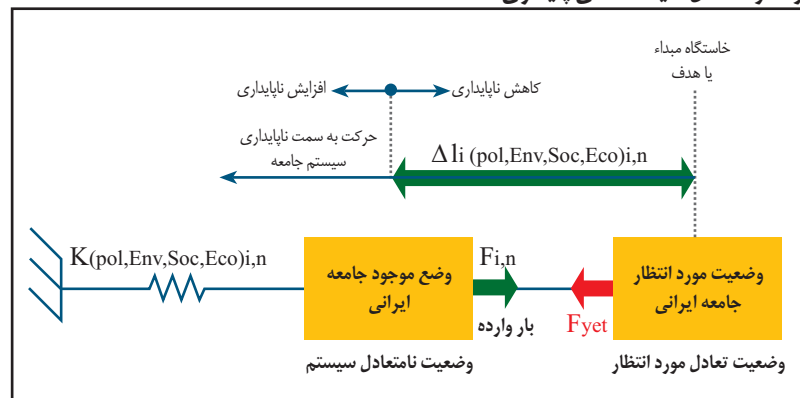 خاستگاه مبداء
یا هدف
کاهش ناپایداری
افزایش ناپایداری
حرکت به سمت ناپایداری
سیستم جامعه
Δli (pol,Env,Soc,Eco)i,n
K(pol,Env,Soc,Eco)i,n
وضع موجود جامعه
ایرانی
Fi,n
بار وارده
Fyet
وضعیت مورد انتظار
جامعه ایرانی
وضعیت تعادل مورد انتظار
وضعیت نامتعادل سیستم